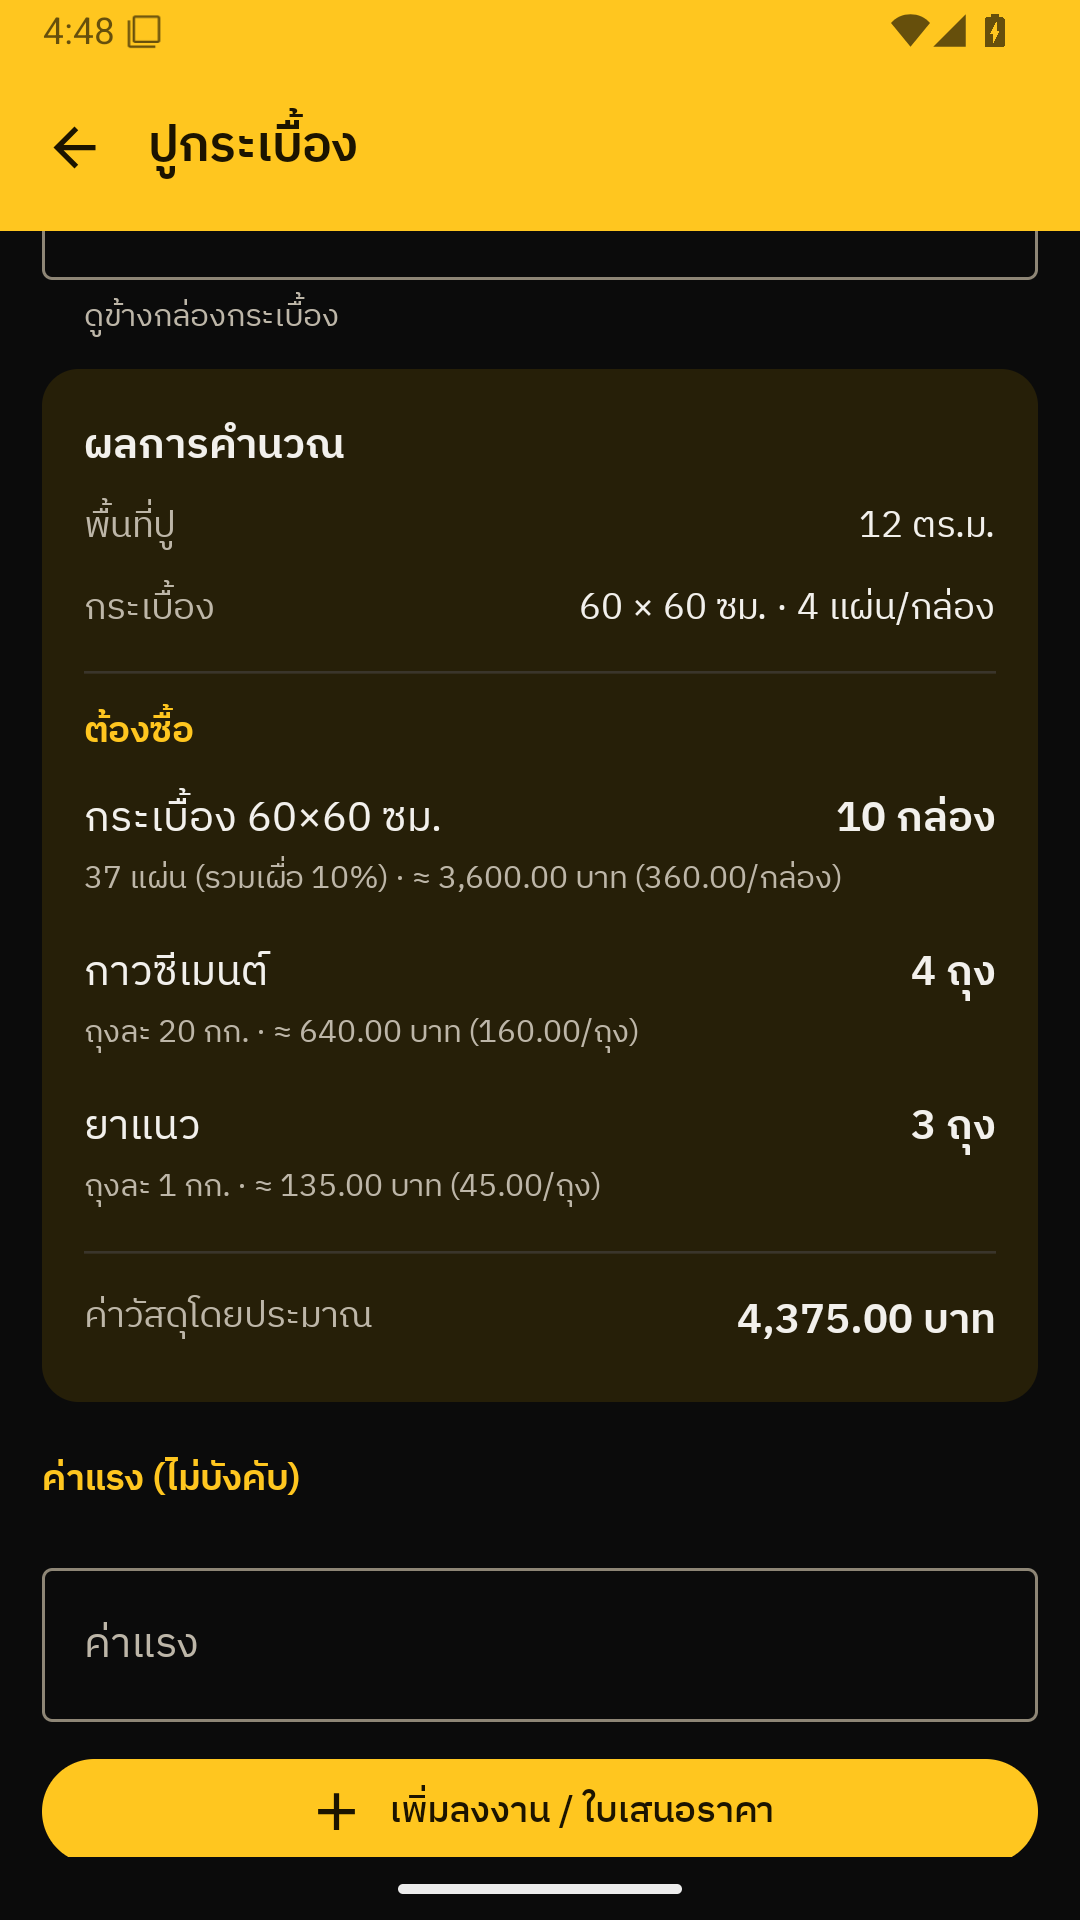 4:48
ปูกระเบื้อง
ดูข้างกล่องกระเบื้อง
ผลการคำนวณ
พื้นที่ปู 12 ตร.ม.
กระเบื้อง 60 × 60 ซม. · 4 แผ่น/กล่อง
ต้องซื้อ
กระเบื้อง 60×60 ซม. 10 กล่อง
37 แผ่น (รวมเผื่อ 10%) · ≈ 3,600.00 บาท (360.00/กล่อง)
กาวซีเมนต์ 4 ถุง
ถุงละ 20 กก. · ≈ 640.00 บาท (160.00/ถุง)
ยาแนว 3 ถุง
ถุงละ 1 กก. · ≈ 135.00 บาท (45.00/ถุง)
ค่าวัสดุโดยประมาณ 4,375.00 บาท
ค่าแรง (ไม่บังคับ)
ค่าแรง
เพิ่มลงงาน / ใบเสนอราคา